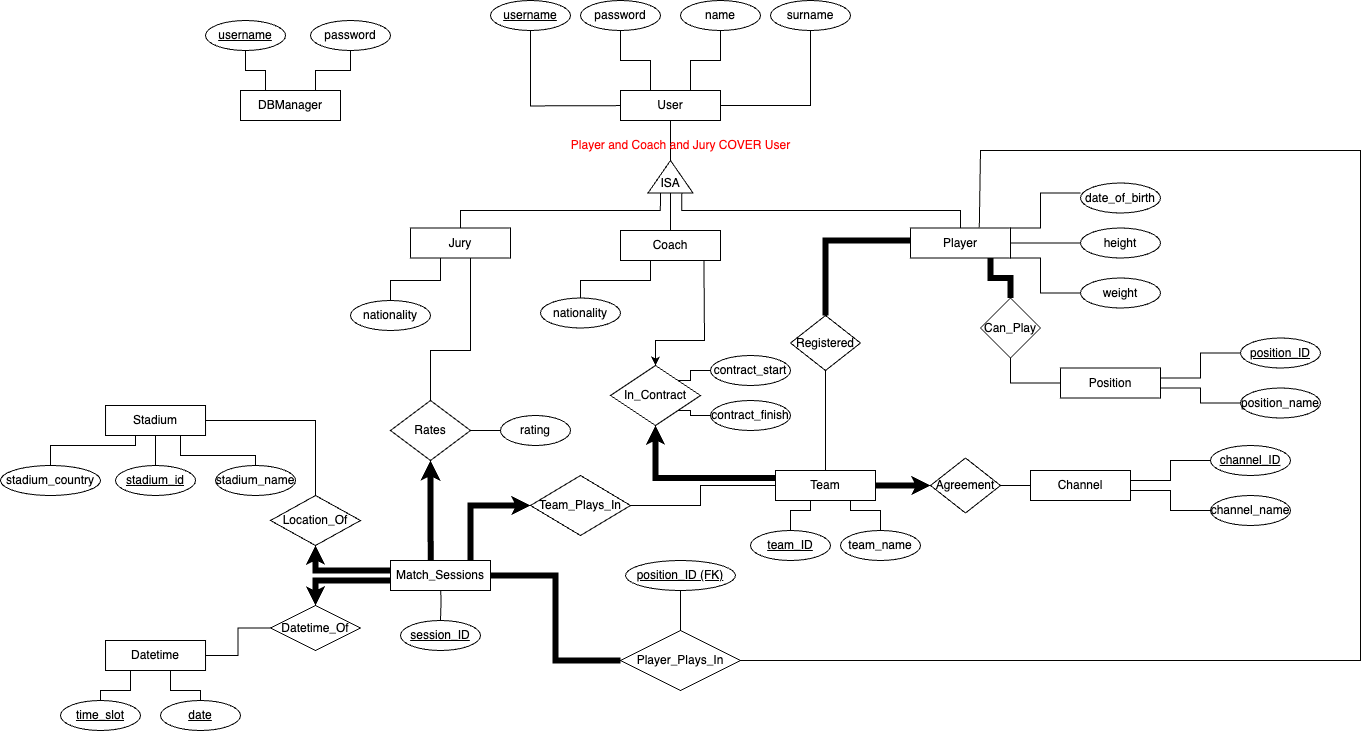 username
password
name
surname
username
password
DBManager
User
Player and Coach and Jury COVER User
ISA
Jury
Coach
Player
date_of_birth
height
weight
nationality
nationality
Registered
Can_Play
position_ID
Position
position_name
contract_start
In_Contract
contract_finish
Stadium
Rates
rating
stadium_country
stadium_id
stadium_name
channel_ID
Team
Agreement
Channel
channel_name
Team_Plays_In
Location_Of
team_ID
team_name
Match_Sessions
position_ID (FK)
Datetime_Of
session_ID
Datetime
Player_Plays_In
time_slot
date